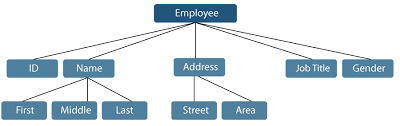 Employee
ID Name Address Job Title Gender
First Middle Last Street Area